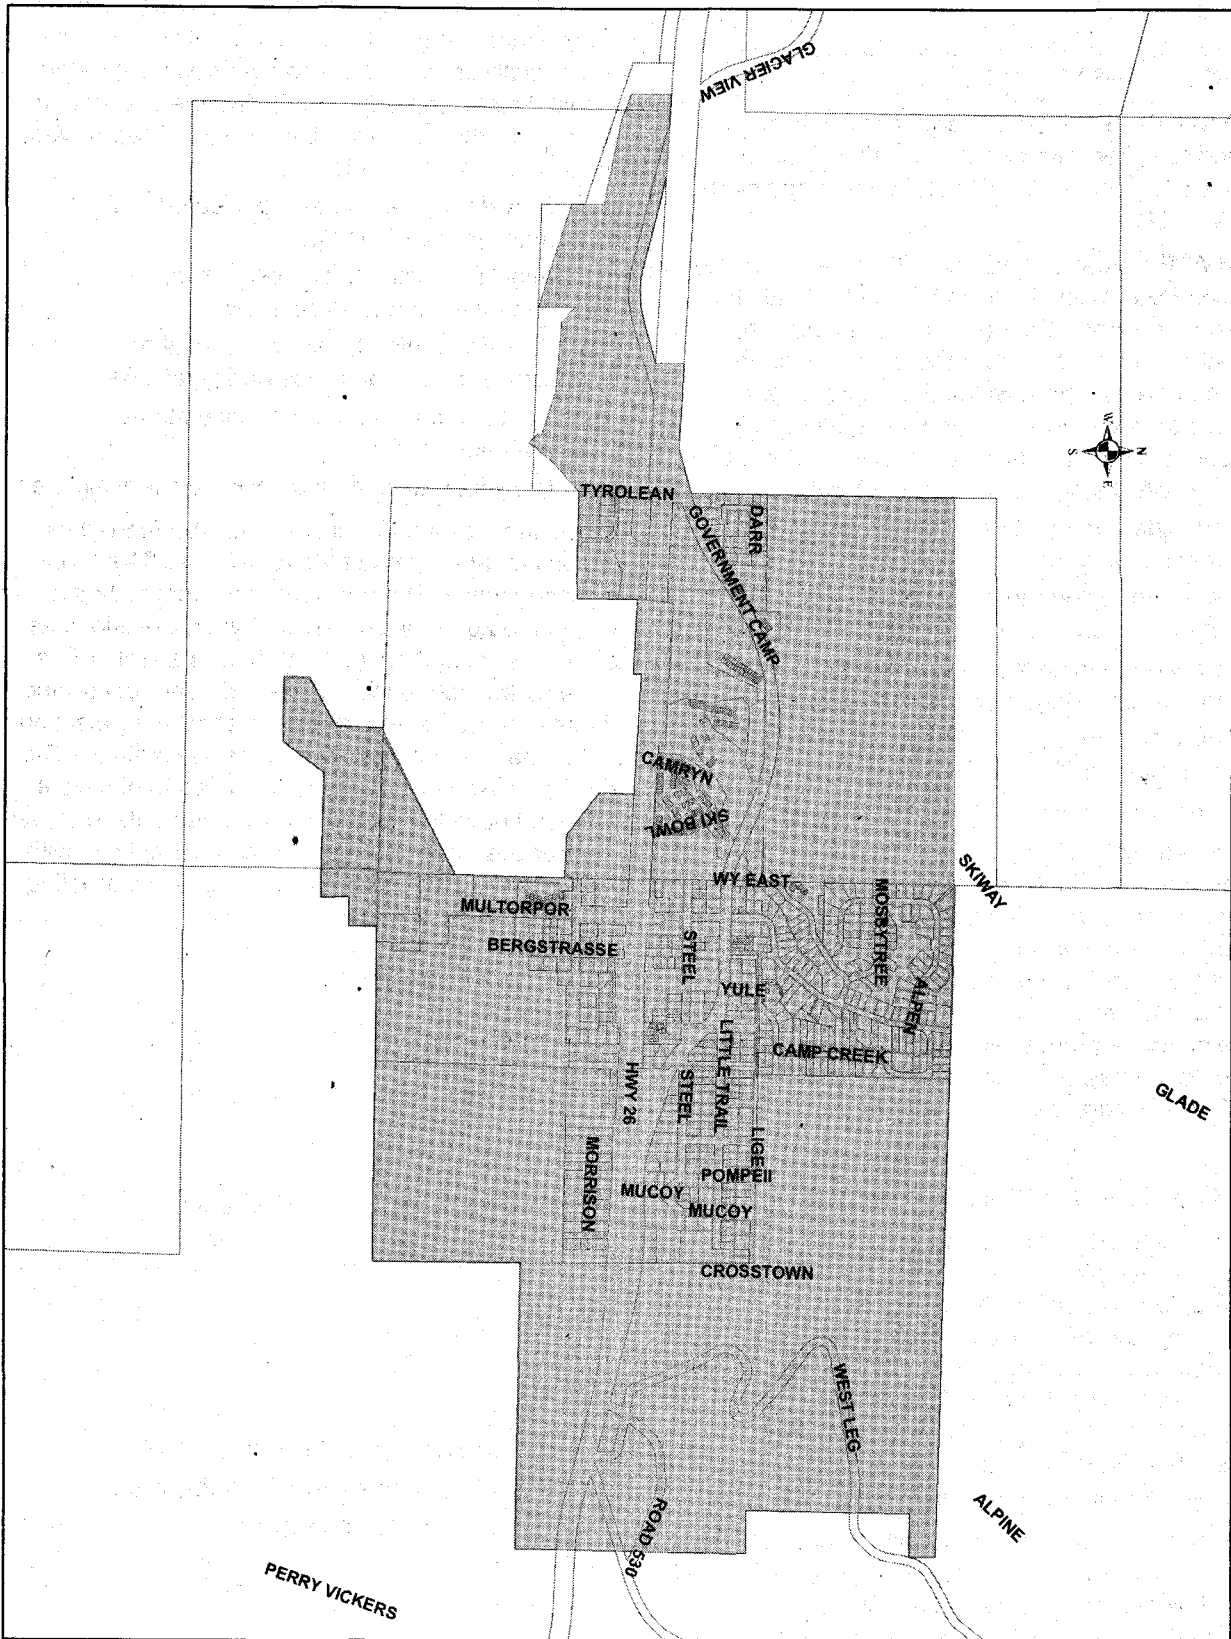 GLACIER VIEW
W
N
S
E
TYROLEAN
DARR
GOVERNMENT CAMP
CAMRYN
SKI BOWL
WY EAST
SKIWAY
MULTORPOR
MOSBYTREE
BERGSTRASSE
STEEL
YULE
ALPEN
LITTLE TRAIL
CAMP CREEK
HWY 26
STEEL
GLADE
LIGE
MORRISON
POMPEII
MUCOY
MUCOY
CROSSTOWN
WEST LEG
ROAD 530
ALPINE
PERRY VICKERS